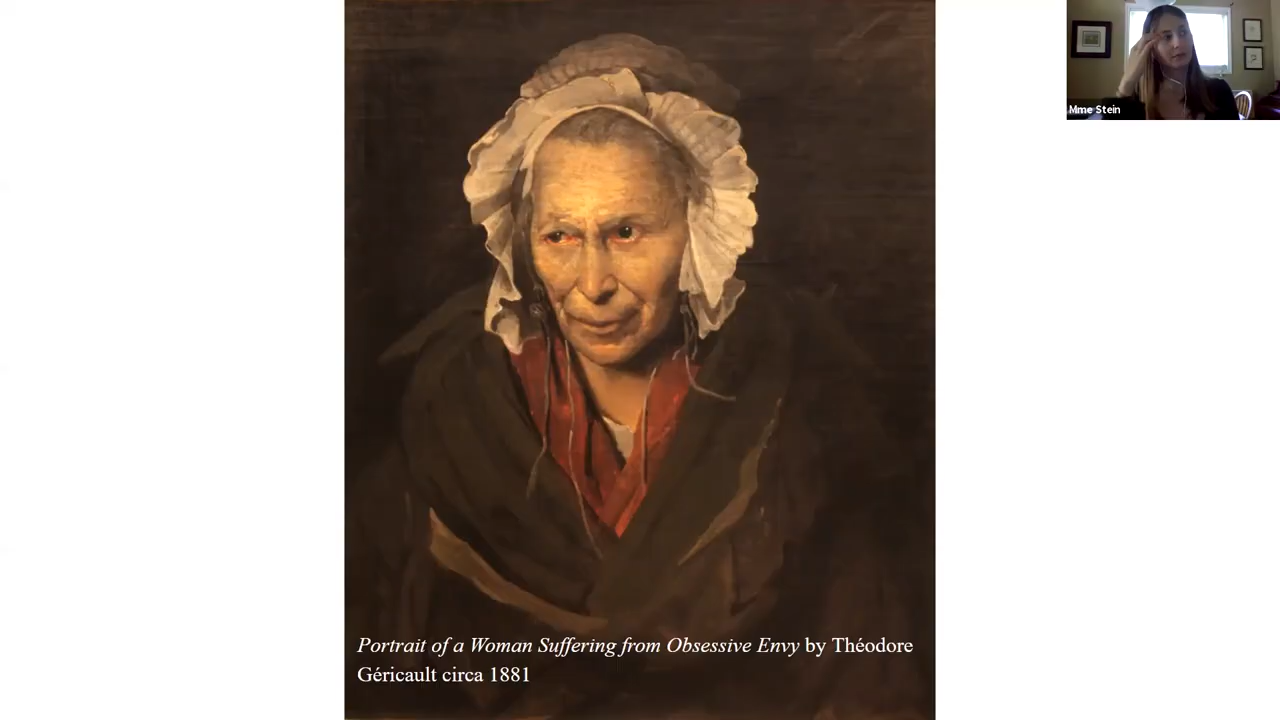 Mme Stein
Portrait of a Woman Suffering from Obsessive Envy by Théodore
Géricault circa 1881